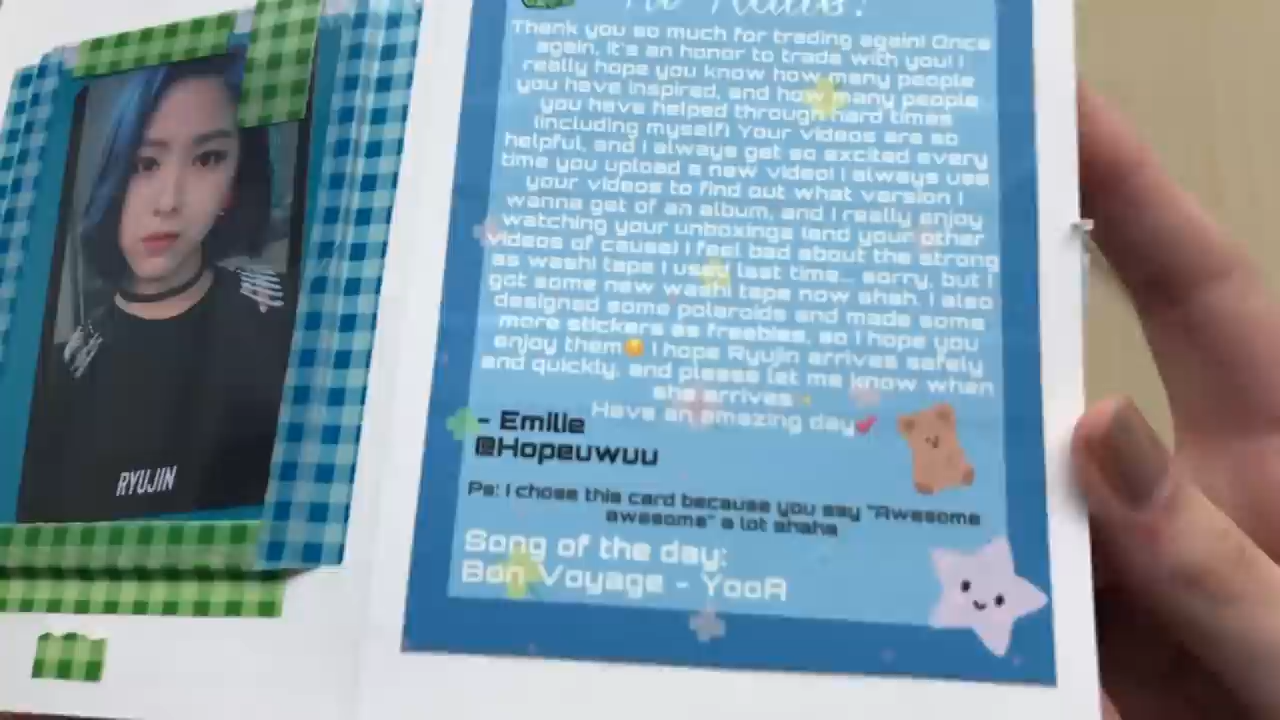 RYUJIN
Thank you so much for trading again! Once
again, it's an honor to trade with you! I
really hope you know how many people
you have inspired, and how many people
you have helped through hard times
(including myself)! Your videos are so
helpful, and I always get so excited every
time you upload a new video! I always use
your videos to find out what version I
wanna get of an album, and I really enjoy
watching your unboxings (and your other
videos of cause)! I feel bad about the strong
as washi tape I used last time... sorry, but I
got some new washi tape now ahah. I also
designed some polaroids and made some
more stickers as freebies, so I hope you
enjoy them I hope Ryujin arrives safely
and quickly, and please let me know when
she arrives
Have an amazing day
- Emilie
@Hopeuwuu
Ps: I chose this card because you say "Awesome
awesome" a lot ahaha
Song of the day:
Bon Voyage - YooA